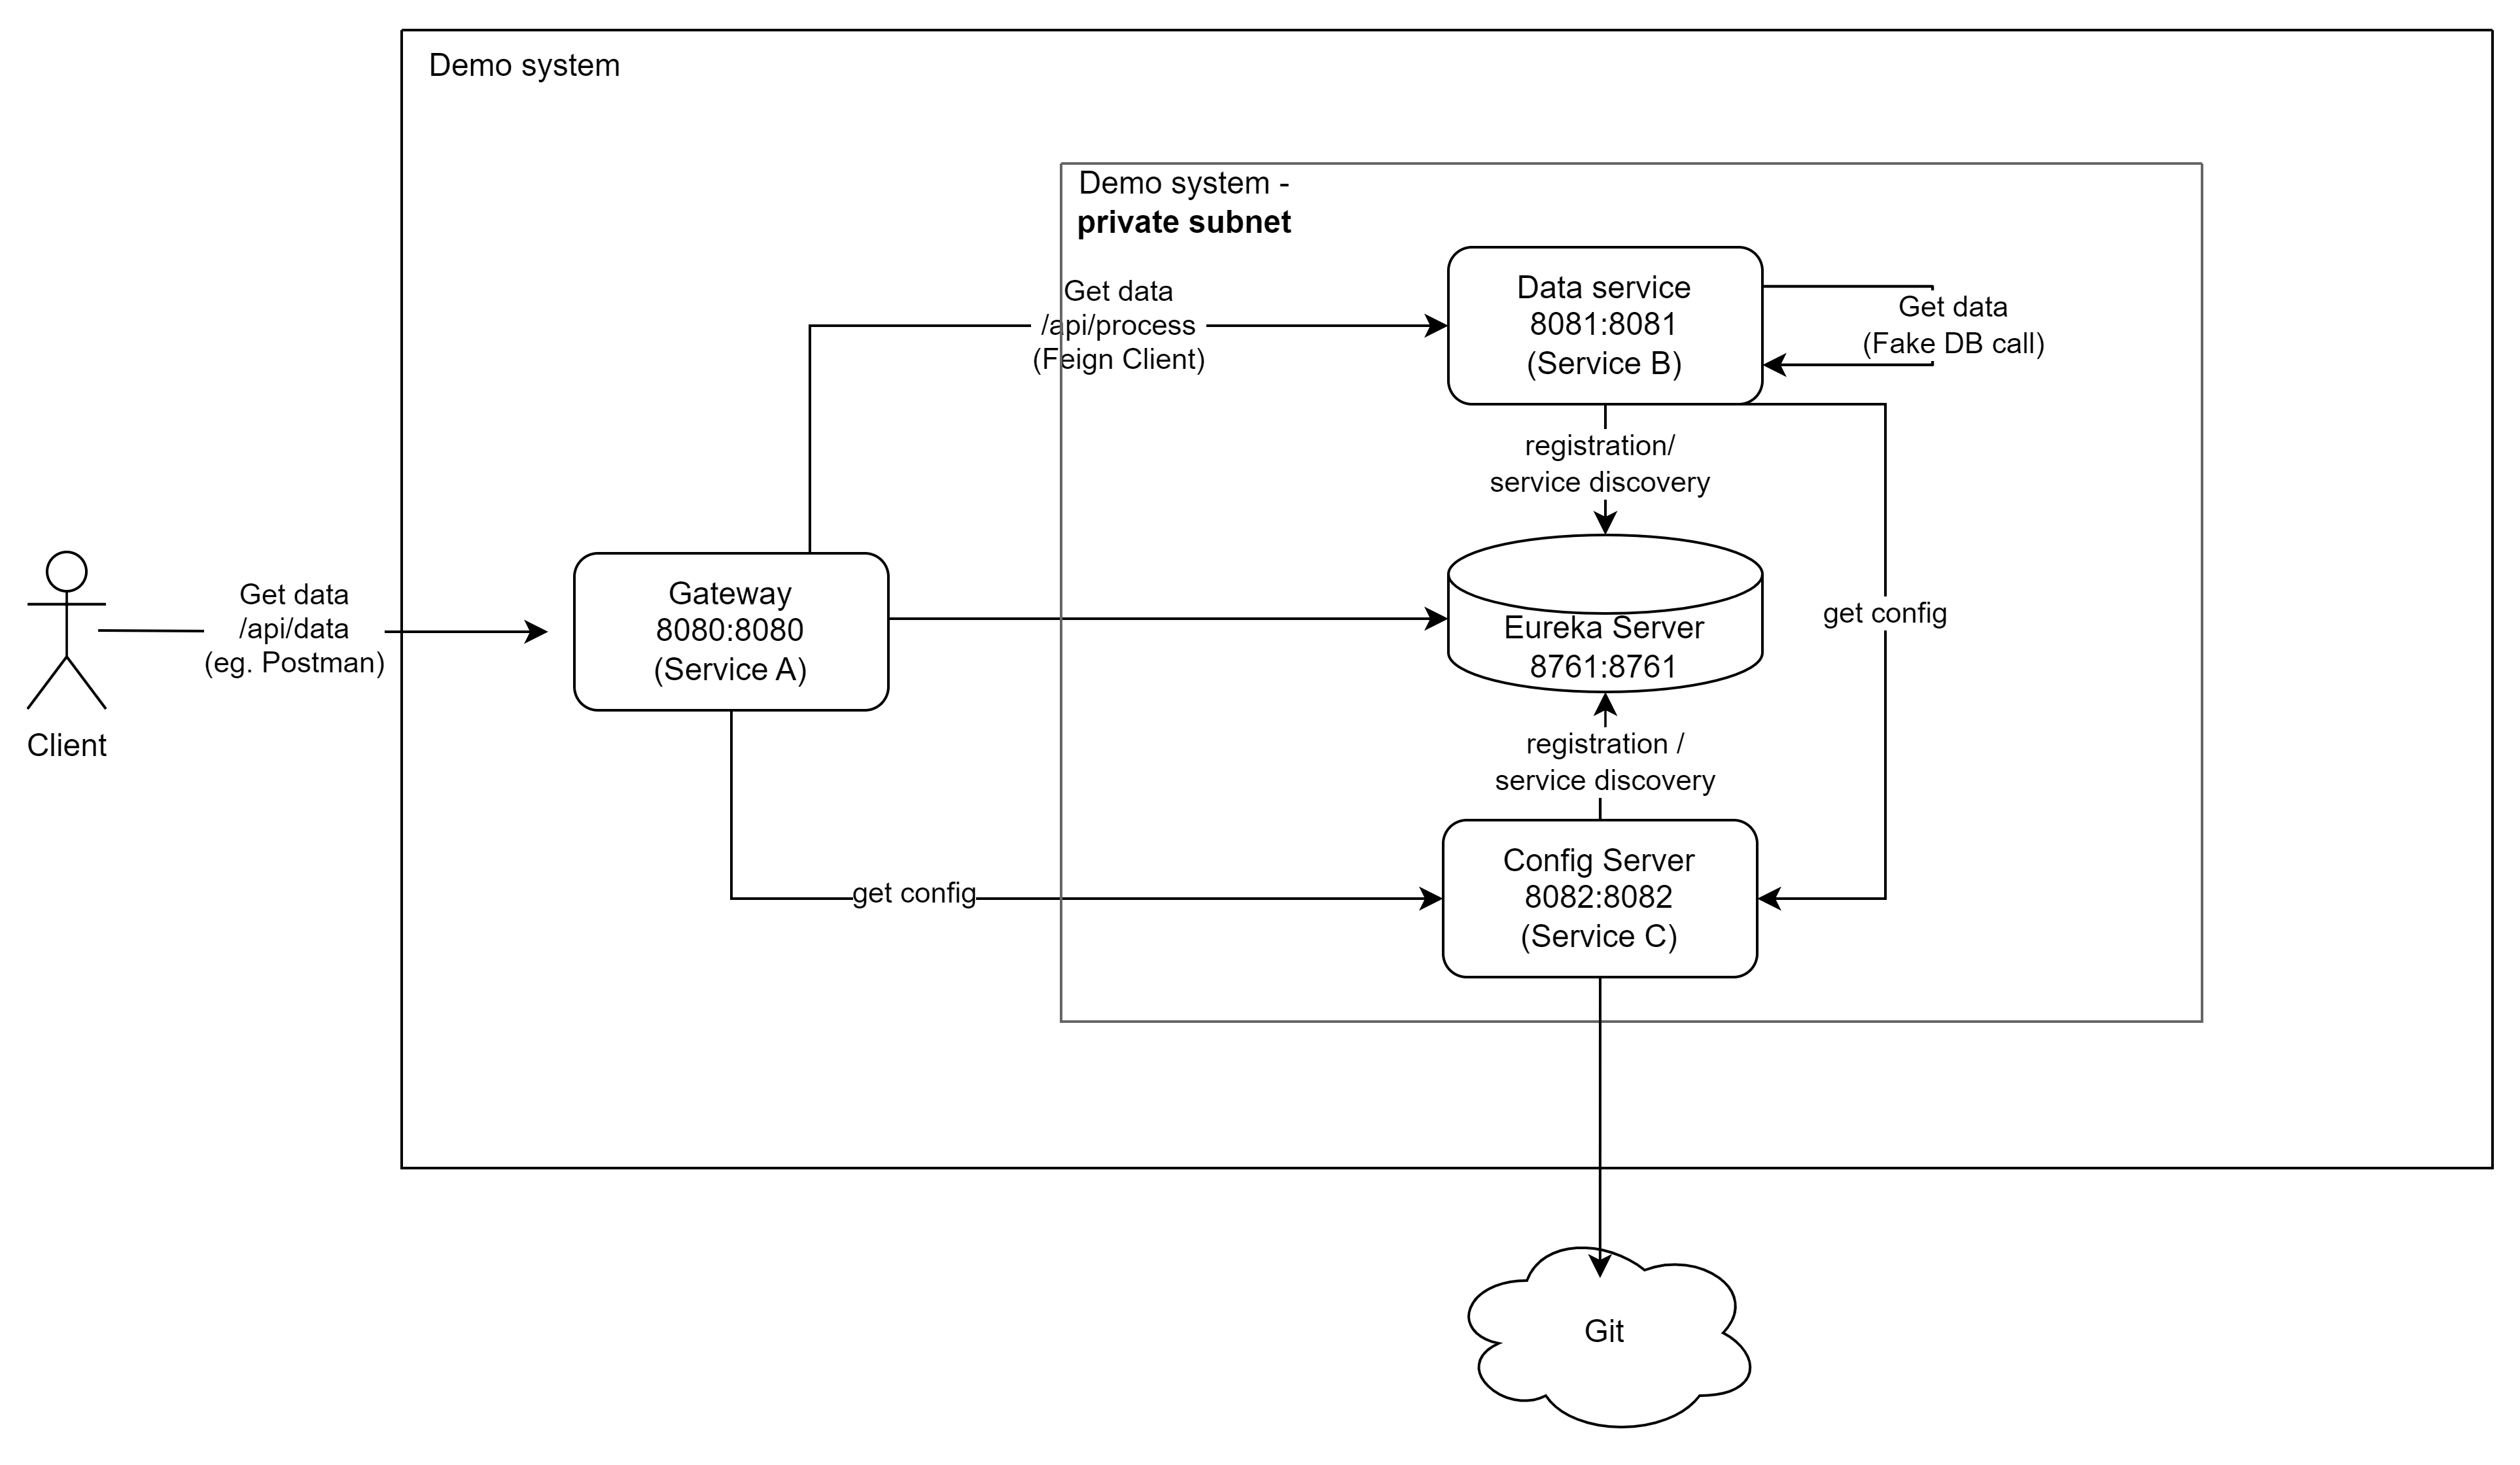 Demo system
Demo system -
private subnet
Get data
/api/process
(Feign Client)
Data service
8081:8081
(Service B)
Get data
(Fake DB call)
registration/
service discovery
Client
Get data
/api/data
(eg. Postman)
Gateway
8080:8080
(Service A)
Eureka Server
8761:8761
get config
registration /
service discovery
get config
Config Server
8082:8082
(Service C)
Git